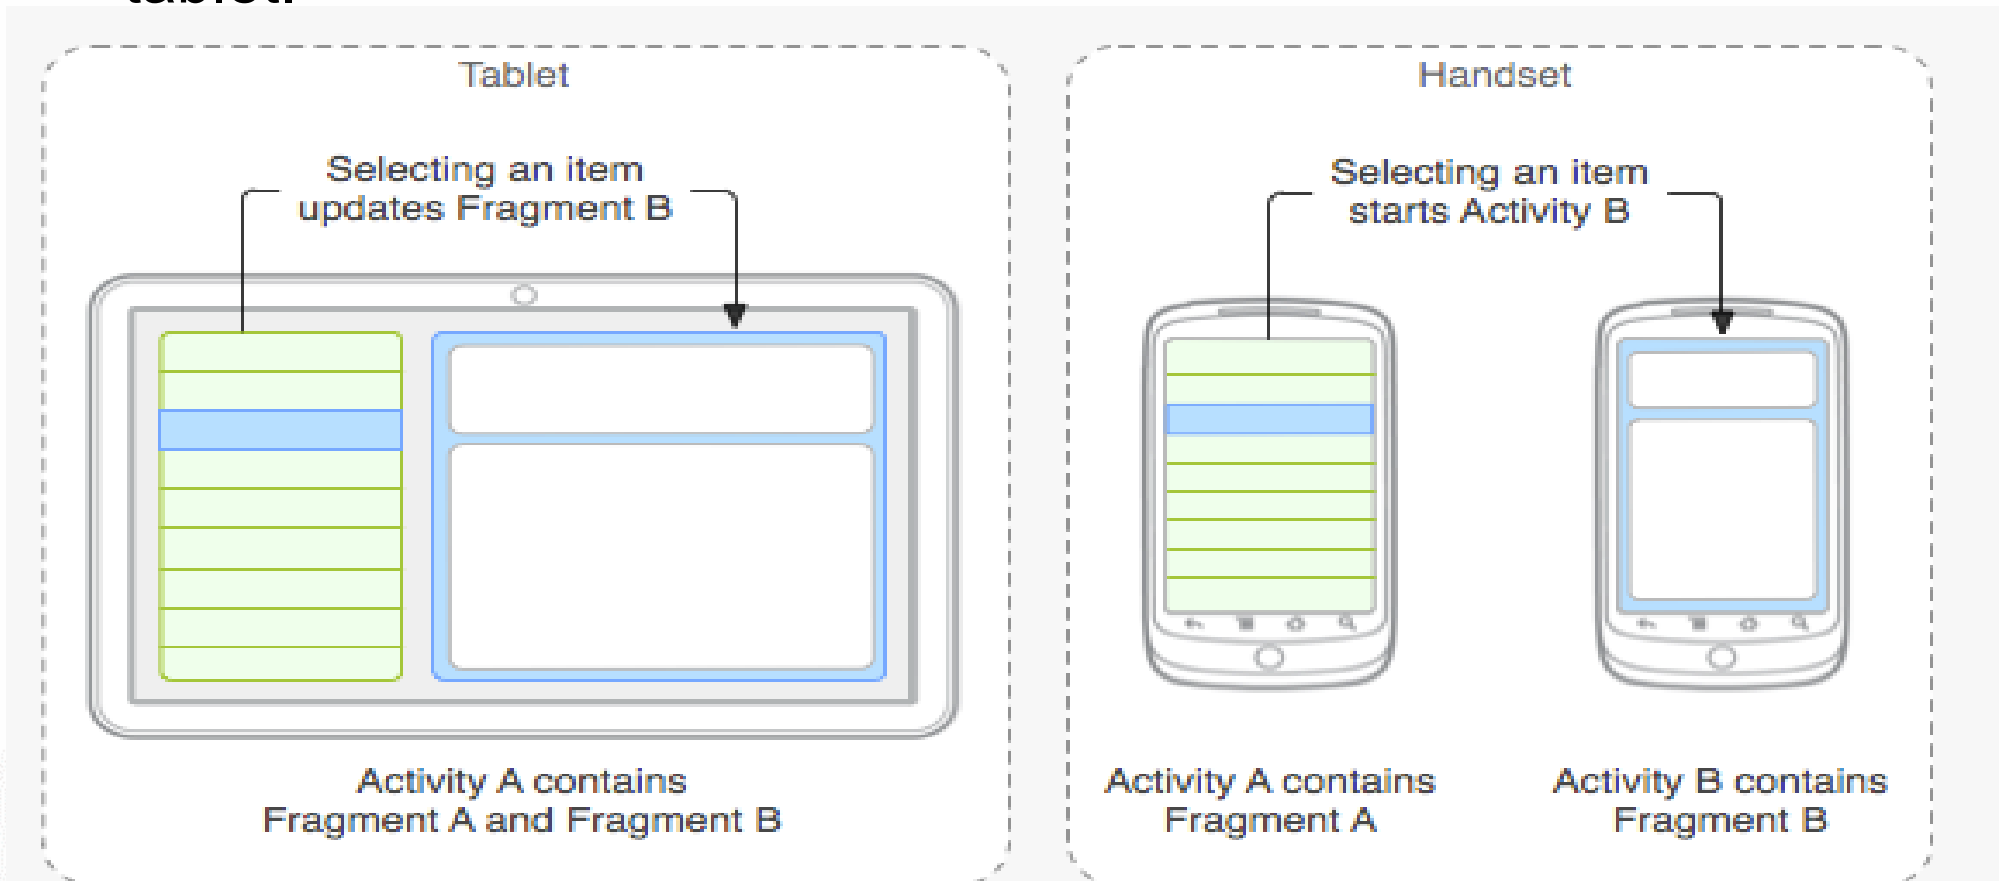 tablet.
Tablet
Selecting an item
updates Fragment B
Activity A contains
Fragment A and Fragment B
Handset
Selecting an item
starts Activity B
Activity A contains
Fragment A
Activity B contains
Fragment B